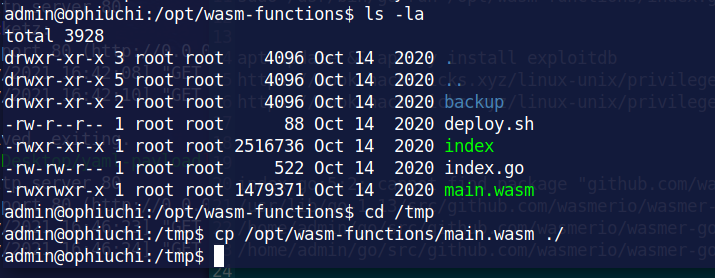 admin@ophiuchi:/opt/wasm-functions$ ls -la
total 3928
drwxr-xr-x 3 root root    4096 Oct 14  2020 .
drwxr-xr-x 5 root root    4096 Oct 14  2020 ..
drwxr-xr-x 2 root root    4096 Oct 14  2020 backup
-rw-r--r-- 1 root root      88 Oct 14  2020 deploy.sh
-rwxr-xr-x 1 root root 2516736 Oct 14  2020 index
-rw-rw-r-- 1 root root     522 Oct 14  2020 index.go
-rwxrwxr-x 1 root root 1479371 Oct 14  2020 main.wasm
admin@ophiuchi:/opt/wasm-functions$ cd /tmp
admin@ophiuchi:/tmp$ cp /opt/wasm-functions/main.wasm ./
admin@ophiuchi:/tmp$